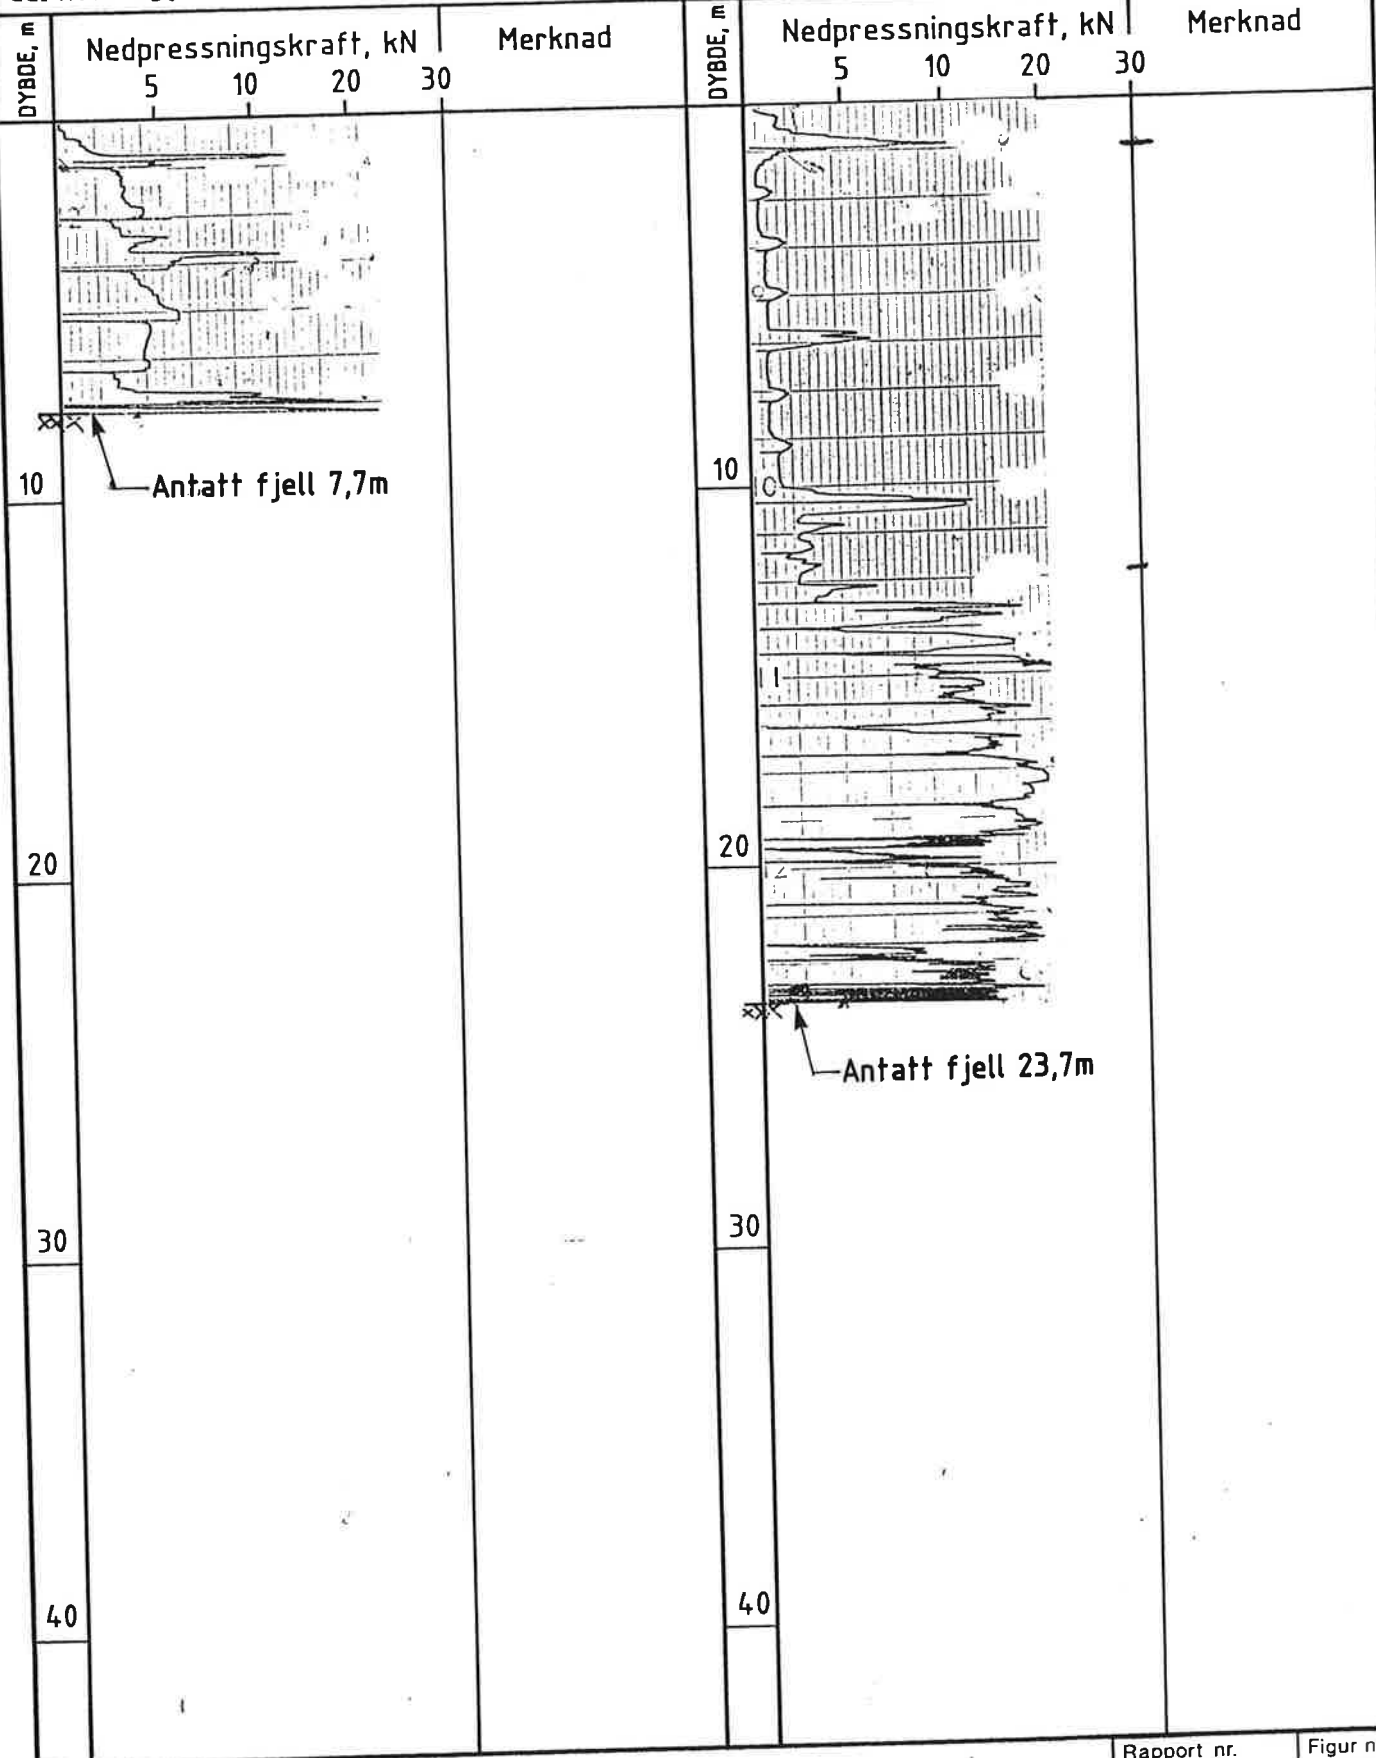 DYBDE, m
Nedpressningskraft, kN
Merknad
5 10 20 30
Antatt fjell 7,7m
10
20
30
40
DYBDE, m
Nedpressningskraft, kN
Merknad
5 10 20 30
10
20
Antatt fjell 23,7m
30
40
Rapport nr.
Figur n